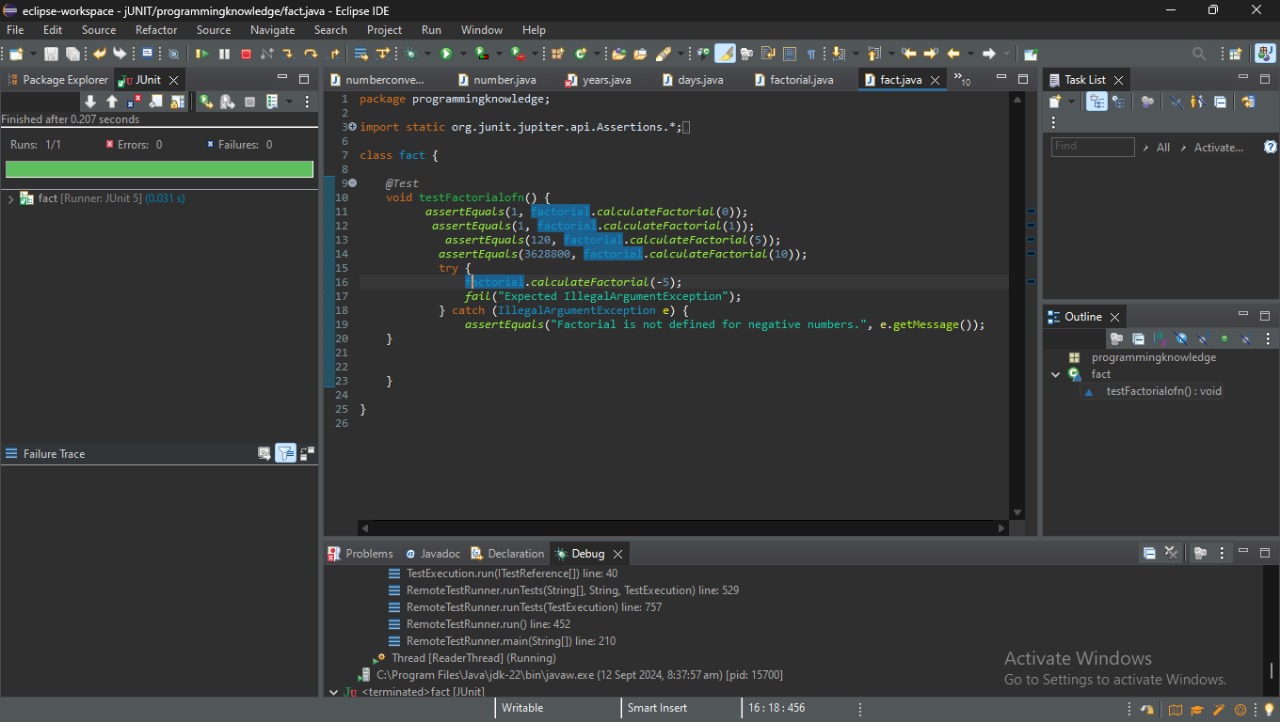 eclipse-workspace - jUNIT/programmingknowledge/fact.java - Eclipse IDE
File Edit Source Refactor Source Navigate Search Project Run Window Help
Package Explorer JUnit
numberconve... number.java years.java days.java factorial.java fact.java 10
Task List
Finished after 0.207 seconds
Runs: 1/1 Errors: 0 Failures: 0
fact [Runner: JUnit 5] (0.031 s)
Failure Trace
1 package programmingknowledge;
2
3 import static org.junit.jupiter.api.Assertions.*;
7 class fact {
8
9 @Test
10 void testFactorialofn() {
11 assertEquals(1, factorial.calculateFactorial(0));
12 assertEquals(1, factorial.calculateFactorial(1));
13 assertEquals(120, factorial.calculateFactorial(5));
14 assertEquals(3628800, factorial.calculateFactorial(10));
15 try {
16 factorial.calculateFactorial(-5);
17 fail("Expected IllegalArgumentException");
18 } catch (IllegalArgumentException e) {
19 assertEquals("Factorial is not defined for negative numbers.", e.getMessage());
20 }
21
22
23 }
24
25 }
26
Find All Activate...
Outline
programmingknowledge
fact
testFactorialofn() : void
Problems Javadoc Declaration Debug
TestExecution.run(ITestReference[]) line: 40
RemoteTestRunner.runTests(String[], String, TestExecution) line: 529
RemoteTestRunner.runTests(TestExecution) line: 757
RemoteTestRunner.run() line: 452
RemoteTestRunner.main(String[]) line: 210
Thread [ReaderThread] (Running)
C:\Program Files\Java\jdk-22\bin\javaw.exe (12 Sept 2024, 8:37:57 am) [pid: 15700]
<terminated>fact [JUnit]
Activate Windows
Go to Settings to activate Windows.
Writable Smart Insert 16 : 18 : 456